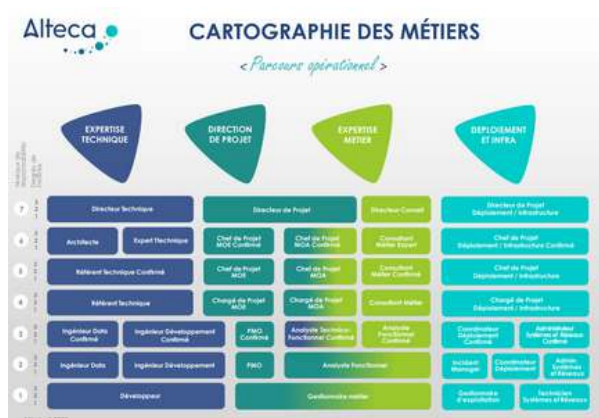 Alteca
CARTOGRAPHIE DES MÉTIERS
< Parcours opérationnel >
EXPERTISE
TECHNIQUE
DIRECTION
DE PROJET
EXPERTISE
MÉTIER
DEPLOIEMENT
ET INFRA
7
Directeur Technique
Directeur de Projet
Directeur Conseil
Directeur de Projet
Déploiement / Infrastructure
6
Architecte
Expert Technique
Chef de Projet
MOE Confirmé
Chef de Projet
MOA Confirmé
Consultant
Métier Expert
Chef de Projet
Déploiement / Infrastructure Confirmé
5
Référent Technique Confirmé
Chef de Projet
MOE
Chef de Projet
MOA
Consultant
Métier Confirmé
Chef de Projet
Déploiement / Infrastructure
4
Référent Technique
Chargé de Projet
MOE
Chargé de Projet
MOA
Consultant Métier
Chargé de Projet
Déploiement / Infrastructure
3
Ingénieur Data
Confirmé
Ingénieur Développement
Confirmé
PMO
Confirmé
Analyste Technico-
Fonctionnel Confirmé
Analyste
Fonctionnel
Confirmé
Coordinateur
Déploiement
Confirmé
Administrateur
Systèmes et Réseaux
Confirmé
2
Ingénieur Data
Ingénieur Développement
PMO
Analyste Fonctionnel
Incident
Manager
Coordinateur
Déploiement
Admin.
Systèmes
et Réseaux
1
Développeur
Gestionnaire métier
Gestionnaire
d'exploitation
Technicien
Systèmes et Réseaux